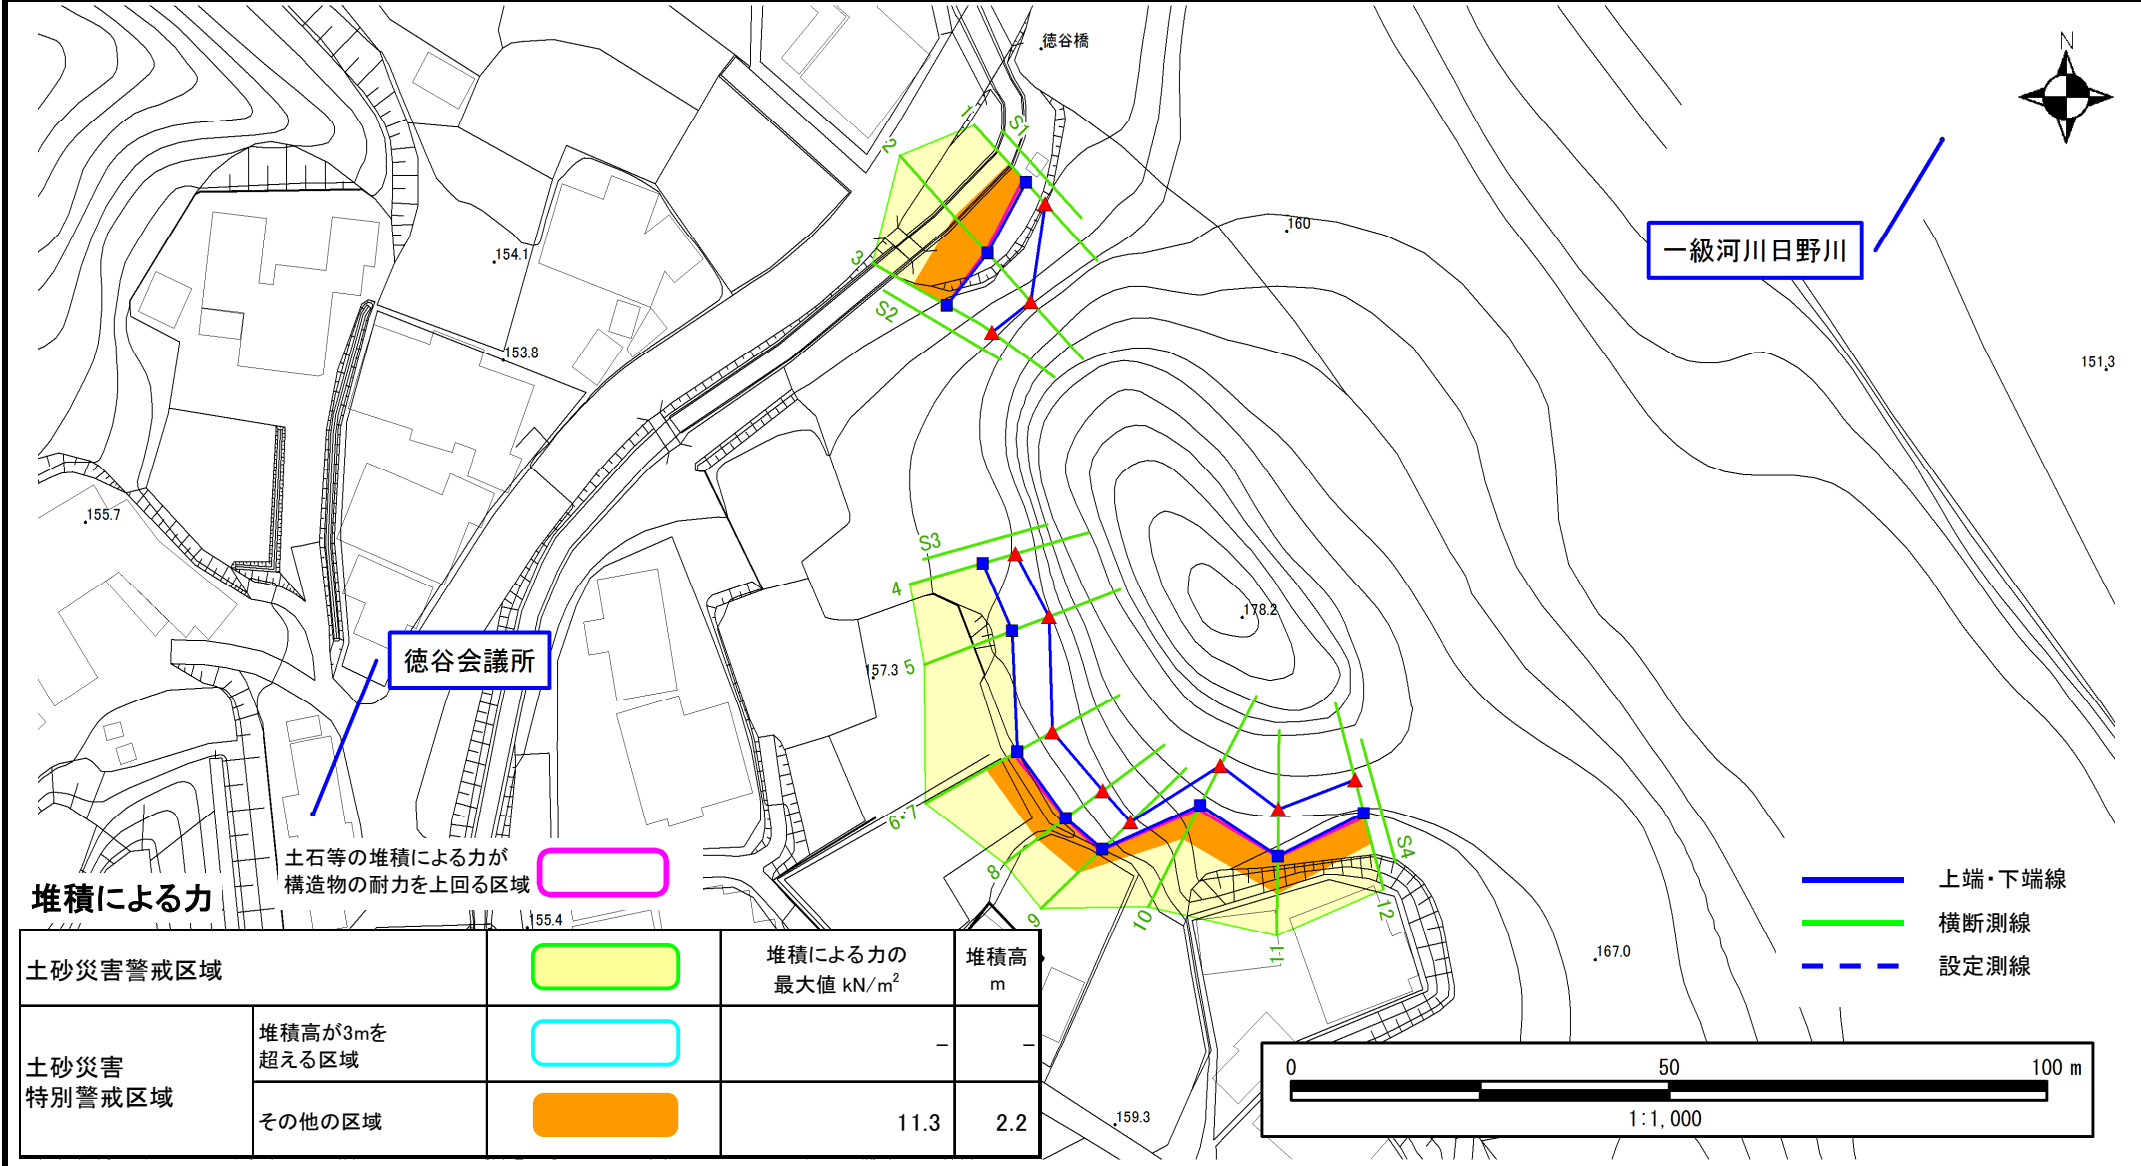 徳谷橋
N
1
S1
2
3
S2
160
一級河川日野川
154.1
153.8
151.3
155.7
S3
4
5
178.2
徳谷会議所
157.3
6・7
8
9
10
11
12
S4
土石等の堆積による力が
構造物の耐力を上回る区域
堆積による力
155.4
167.0
159.3
上端・下端線
横断測線
設定測線
土砂災害警戒区域
堆積による力の
最大値 kN/m²
堆積高
m
土砂災害
特別警戒区域
堆積高が3mを
超える区域
－
－
その他の区域
11.3
2.2
0
50
100 m
1:1,000